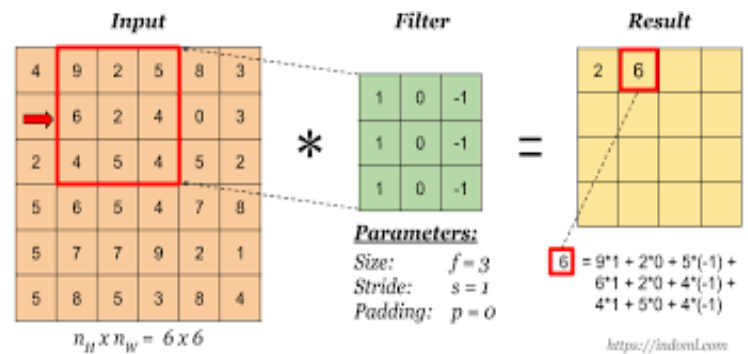 Input
Filter
Result
4 9 2 5 8 3
6 2 4 0 3
2 4 5 4 5 2
5 6 5 4 7 8
5 7 7 9 2 1
5 8 5 3 8 4
n_H x n_W = 6 x 6
*
1 0 -1
1 0 -1
1 0 -1
Parameters:
Size: f = 3
Stride: s = 1
Padding: p = 0
=
2 6
6 = 9*1 + 2*0 + 5*(-1) +
6*1 + 2*0 + 4*(-1) +
4*1 + 5*0 + 4*(-1)
https://indoml.com